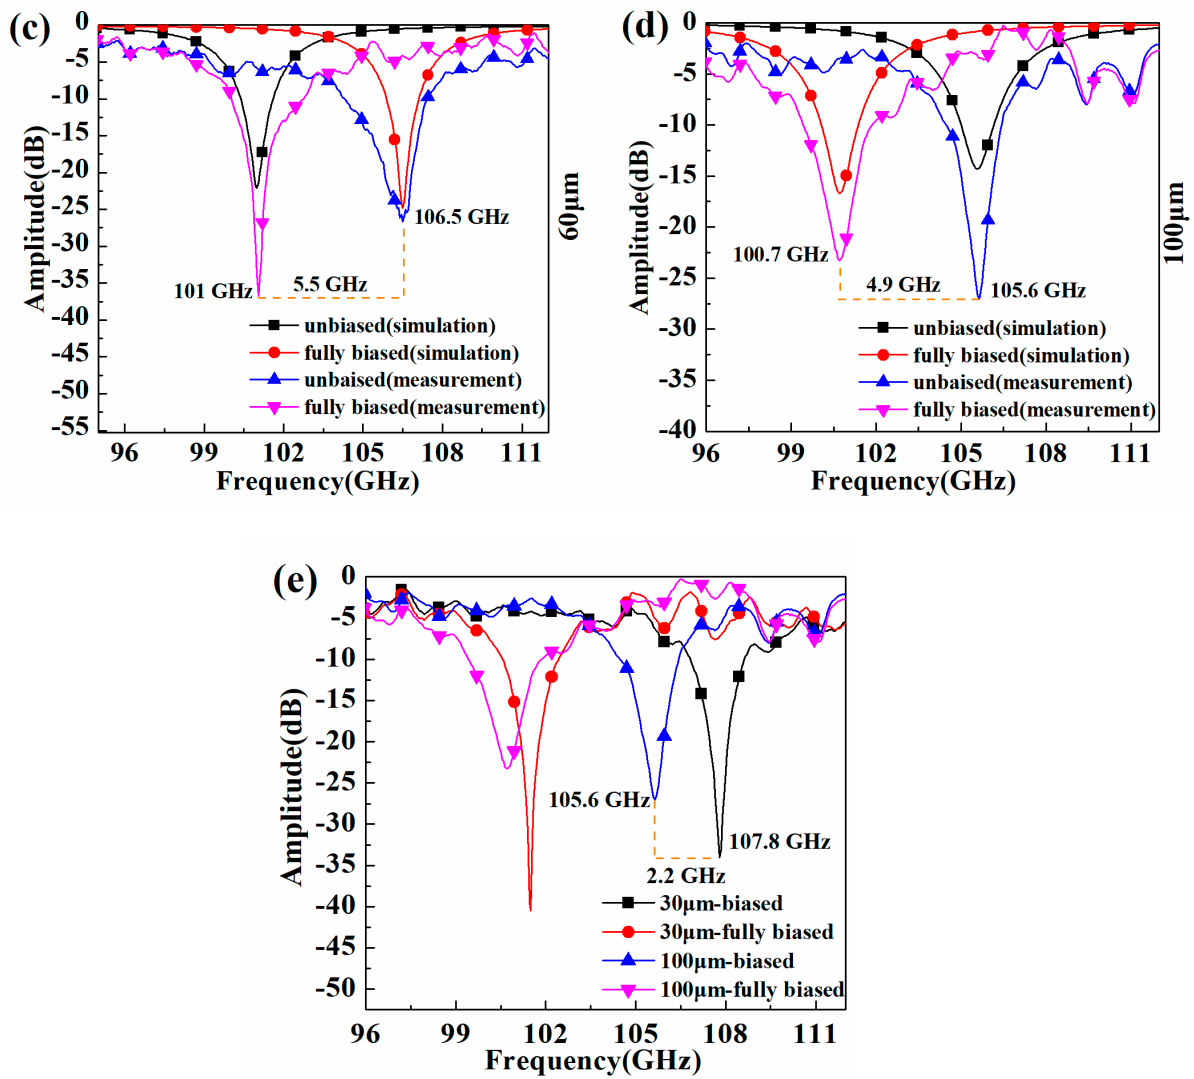 (c)
0
-5
-10
-15
-20
-25
-30
-35
-40
-45
-50
-55
Amplitude(dB)
106.5 GHz
101 GHz
5.5 GHz
unbiased(simulation)
fully biased(simulation)
unbaised(measurement)
fully biased(measurement)
96 99 102 105 108 111
Frequency(GHz)
60μm
(d)
0
-5
-10
-15
-20
-25
-30
-35
-40
Amplitude(dB)
100.7 GHz
4.9 GHz
105.6 GHz
unbiased(simulation)
fully biased(simulation)
unbaised(measurement)
fully biased(measurement)
96 99 102 105 108 111
Frequency(GHz)
100μm
(e)
0
-5
-10
-15
-20
-25
-30
-35
-40
-45
-50
Amplitude(dB)
105.6 GHz
107.8 GHz
2.2 GHz
30μm-biased
30μm-fully biased
100μm-biased
100μm-fully biased
96 99 102 105 108 111
Frequency(GHz)